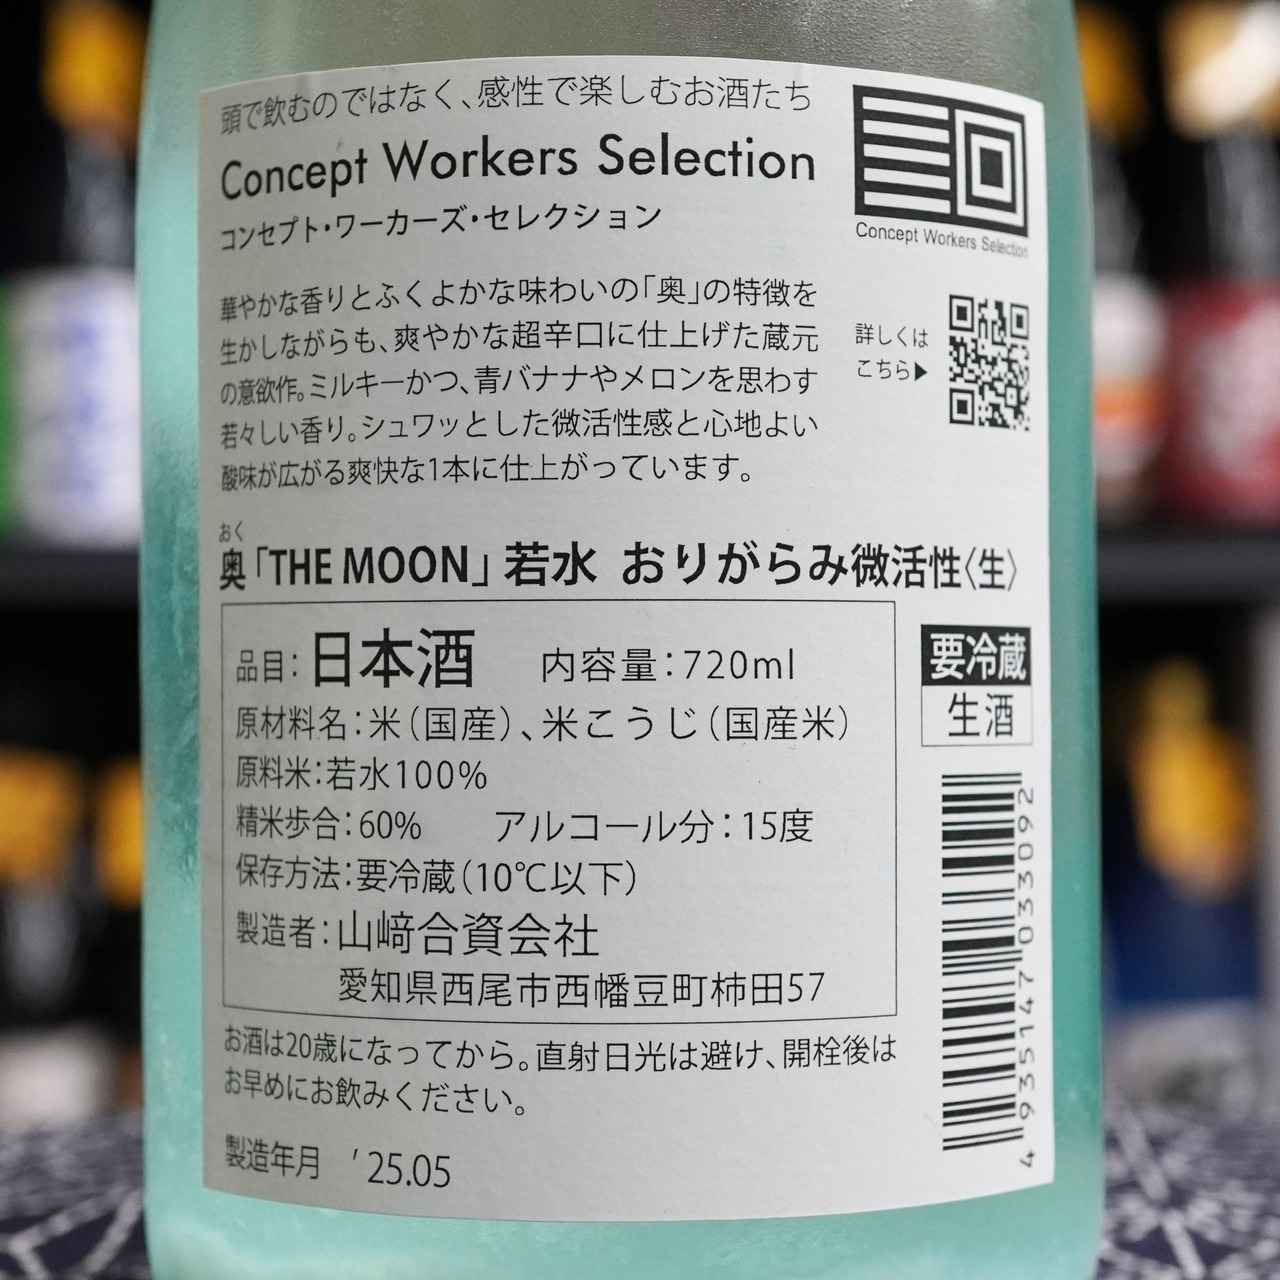 頭で飲むのではなく、感性で楽しむお酒たち
Concept Workers Selection
コンセプト・ワーカーズ・セレクション
Concept Workers Selection
華やかな香りとふくよかな味わいの「奥」の特徴を
生かしながらも、爽やかな超辛口に仕上げた蔵元
の意欲作。ミルキーかつ、青バナナやメロンを思わす
若々しい香り。シュワッとした微活性感と心地よい
酸味が広がる爽快な1本に仕上がっています。
詳しくは
こちら▶
おく
奥「THE MOON」若水 おりがらみ微活性〈生〉
品目：日本酒 内容量：720ml
原材料名：米（国産）、米こうじ（国産米）
原料米：若水100%
精米歩合：60% アルコール分：15度
保存方法：要冷蔵（10℃以下）
製造者：山﨑合資会社
愛知県西尾市西幡豆町柿田57
要冷蔵
生酒
4935147033092
お酒は20歳になってから。直射日光は避け、開栓後は
お早めにお飲みください。
製造年月 ’25.05